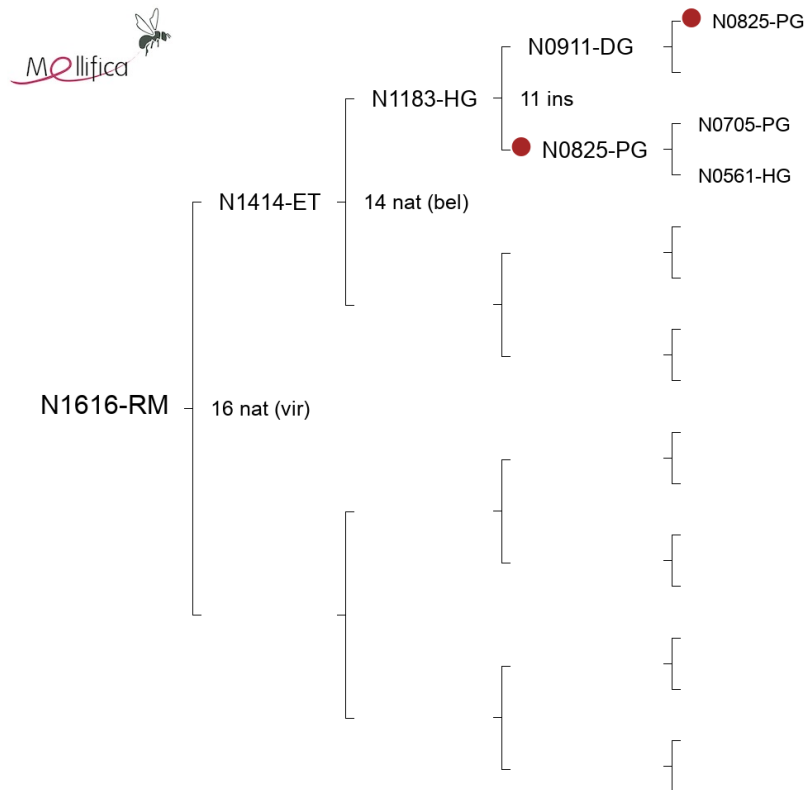 Mellifica
N0825-PG
N0911-DG
N1183-HG
11 ins
N0705-PG
N0825-PG
N0561-HG
N1414-ET
14 nat (bel)
N1616-RM
16 nat (vir)